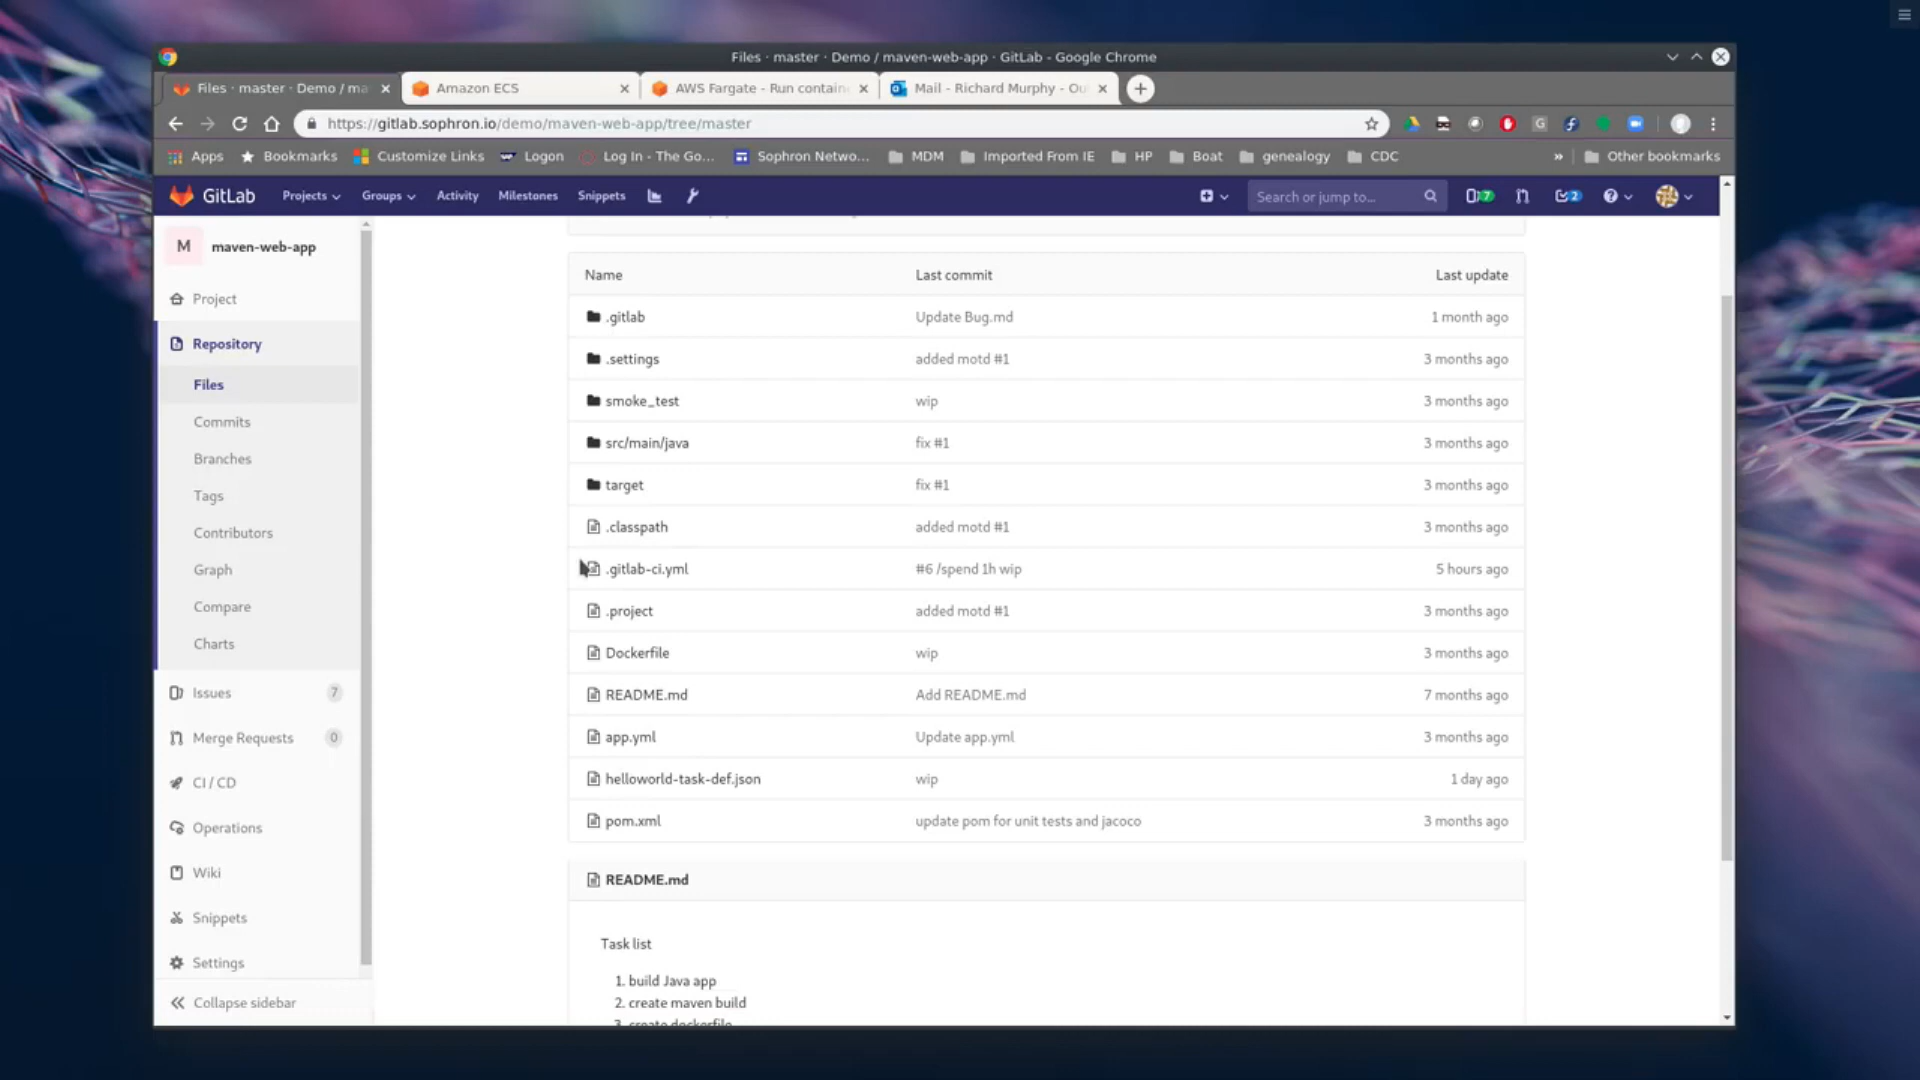 Files · master · Demo / maven-web-app · GitLab - Google Chrome
Files · master · Demo / ma
Amazon ECS
AWS Fargate - Run contain
Mail - Richard Murphy - Ou
https://gitlab.sophron.io/demo/maven-web-app/tree/master
Apps Bookmarks Customize Links Logon Log In - The Go... Sophron Netwo... MDM Imported From IE HP Boat genealogy CDC » Other bookmarks
GitLab Projects Groups Activity Milestones Snippets Search or jump to... 7 2
M maven-web-app
Project
Repository
Files
Commits
Branches
Tags
Contributors
Graph
Compare
Charts
Issues 7
Merge Requests 0
CI / CD
Operations
Wiki
Snippets
Settings
Collapse sidebar
Name Last commit Last update
.gitlab Update Bug.md 1 month ago
.settings added motd #1 3 months ago
smoke_test wip 3 months ago
src/main/java fix #1 3 months ago
target fix #1 3 months ago
.classpath added motd #1 3 months ago
.gitlab-ci.yml #6 /spend 1h wip 5 hours ago
.project added motd #1 3 months ago
Dockerfile wip 3 months ago
README.md Add README.md 7 months ago
app.yml Update app.yml 3 months ago
helloworld-task-def.json wip 1 day ago
pom.xml update pom for unit tests and jacoco 3 months ago
README.md
Task list
1. build Java app
2. create maven build
3. create dockerfile